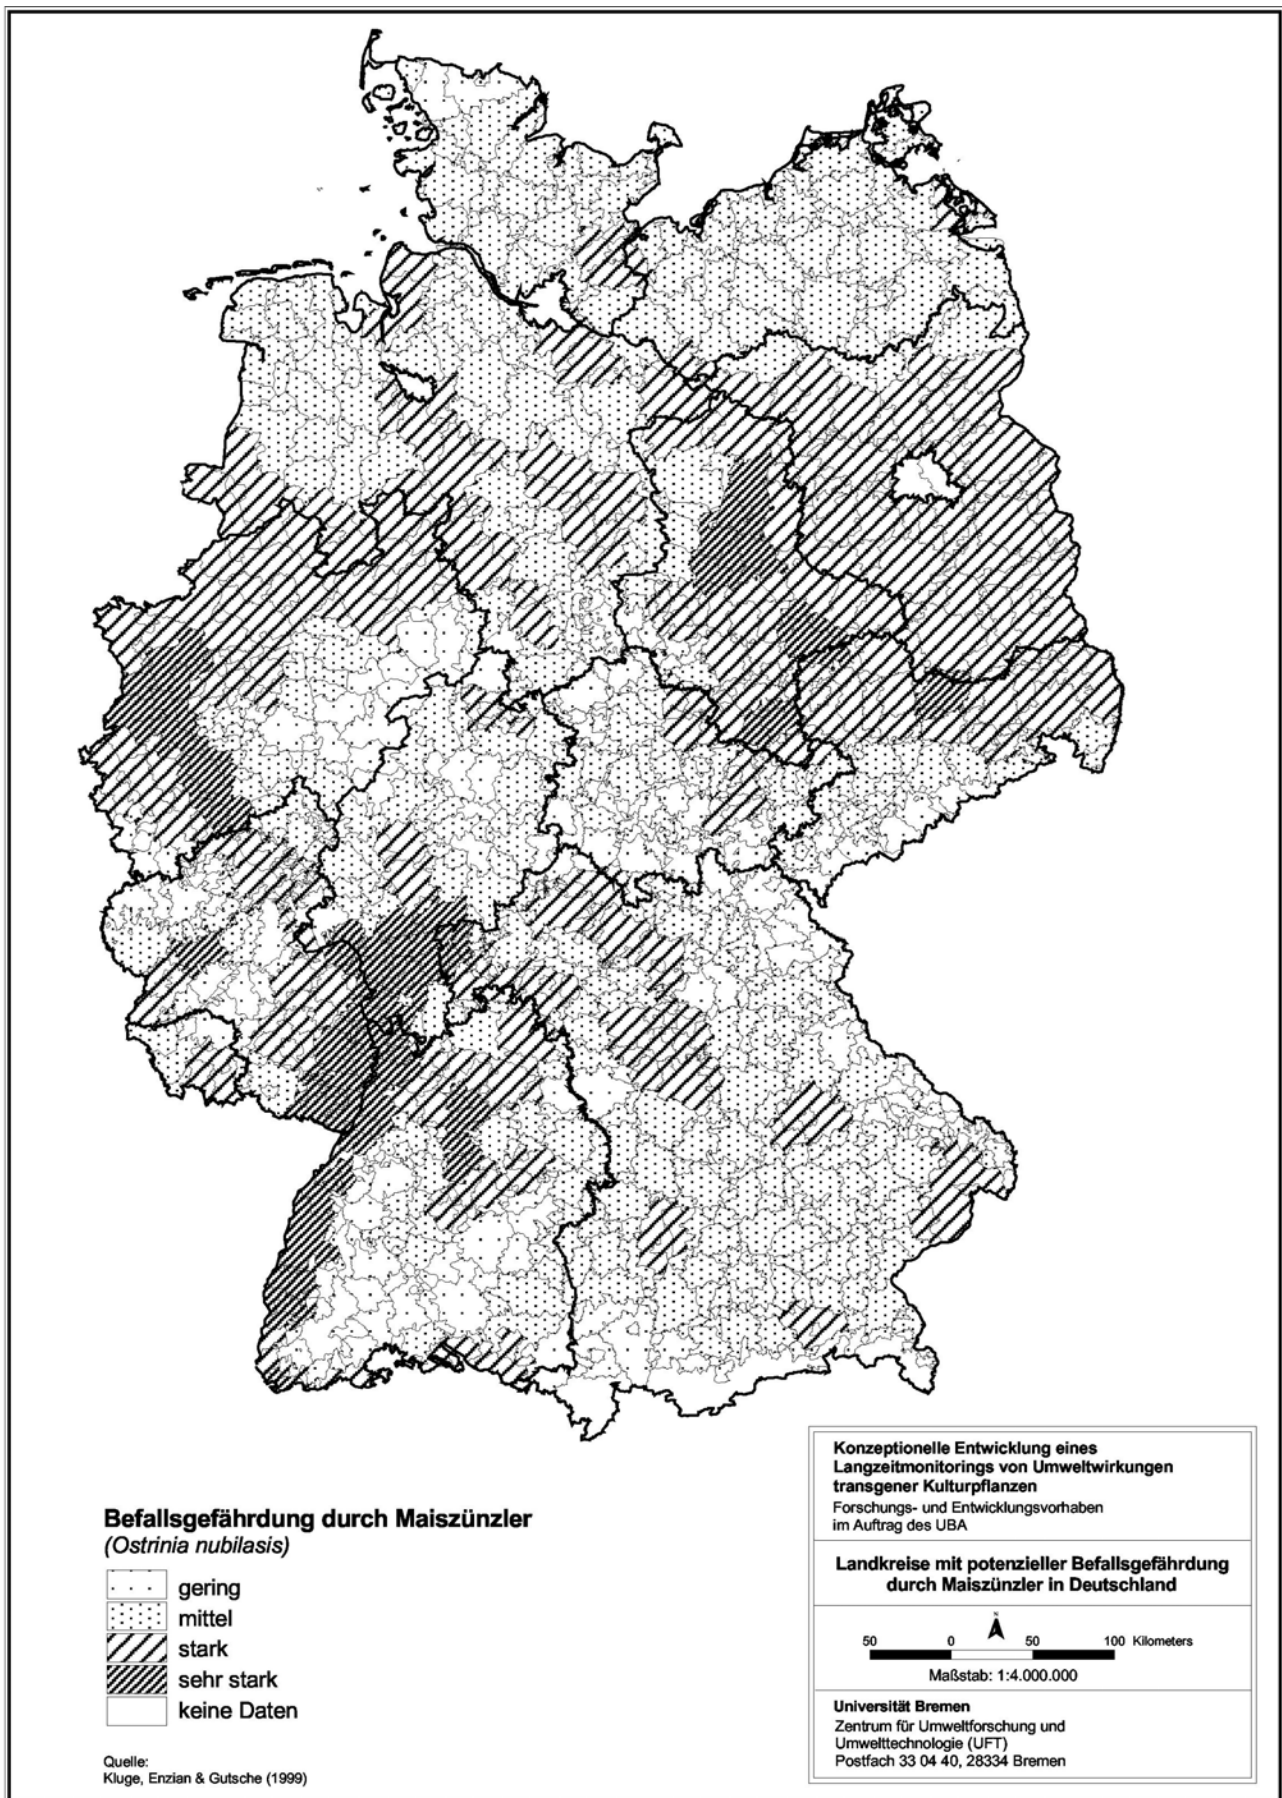 Befallsgefährdung durch Maiszünzler
(Ostrinia nubilasis)
gering
mittel
stark
sehr stark
keine Daten
Quelle:
Kluge, Enzian & Gutsche (1999)
Konzeptionelle Entwicklung eines
Langzeitmonitorings von Umweltwirkungen
transgener Kulturpflanzen
Forschungs- und Entwicklungsvorhaben
im Auftrag des UBA
Landkreise mit potenzieller Befallsgefährdung
durch Maiszünzler in Deutschland
N
50 0 50 100 Kilometers
Maßstab: 1:4.000.000
Universität Bremen
Zentrum für Umweltforschung und
Umwelttechnologie (UFT)
Postfach 33 04 40, 28334 Bremen